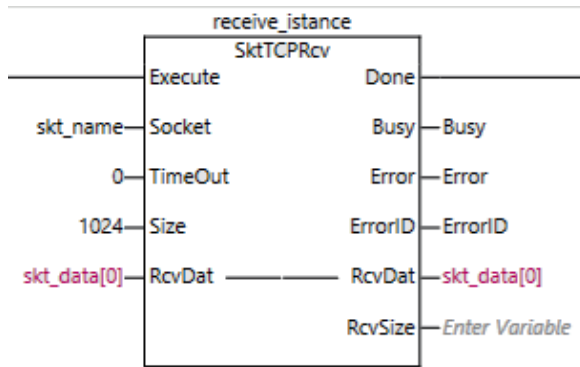 receive_istance
SktTCPRcv
Execute Done
skt_name Socket Busy Busy
0 TimeOut Error Error
1024 Size ErrorID ErrorID
skt_data[0] RcvDat RcvDat skt_data[0]
RcvSize Enter Variable